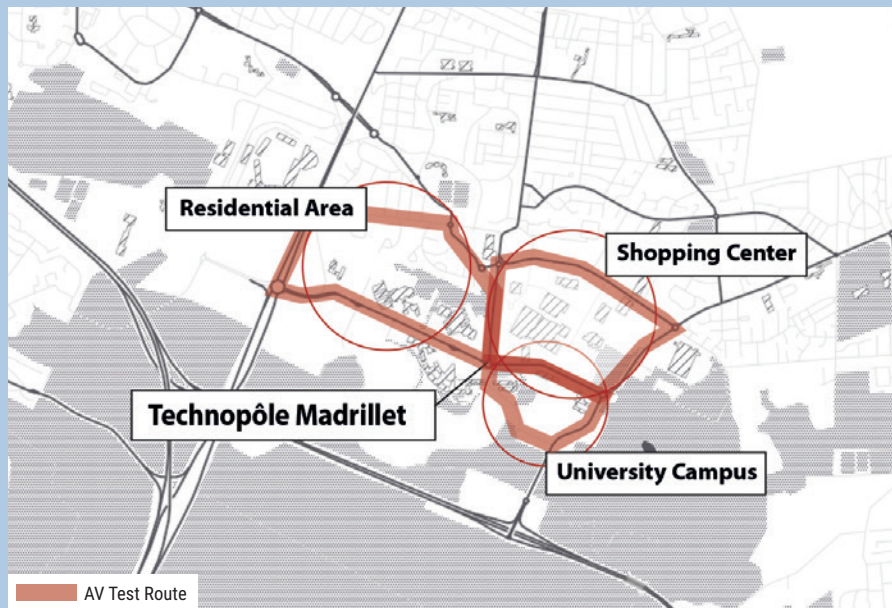 Residential Area
Shopping Center
Technopôle Madrillet
University Campus
AV Test Route